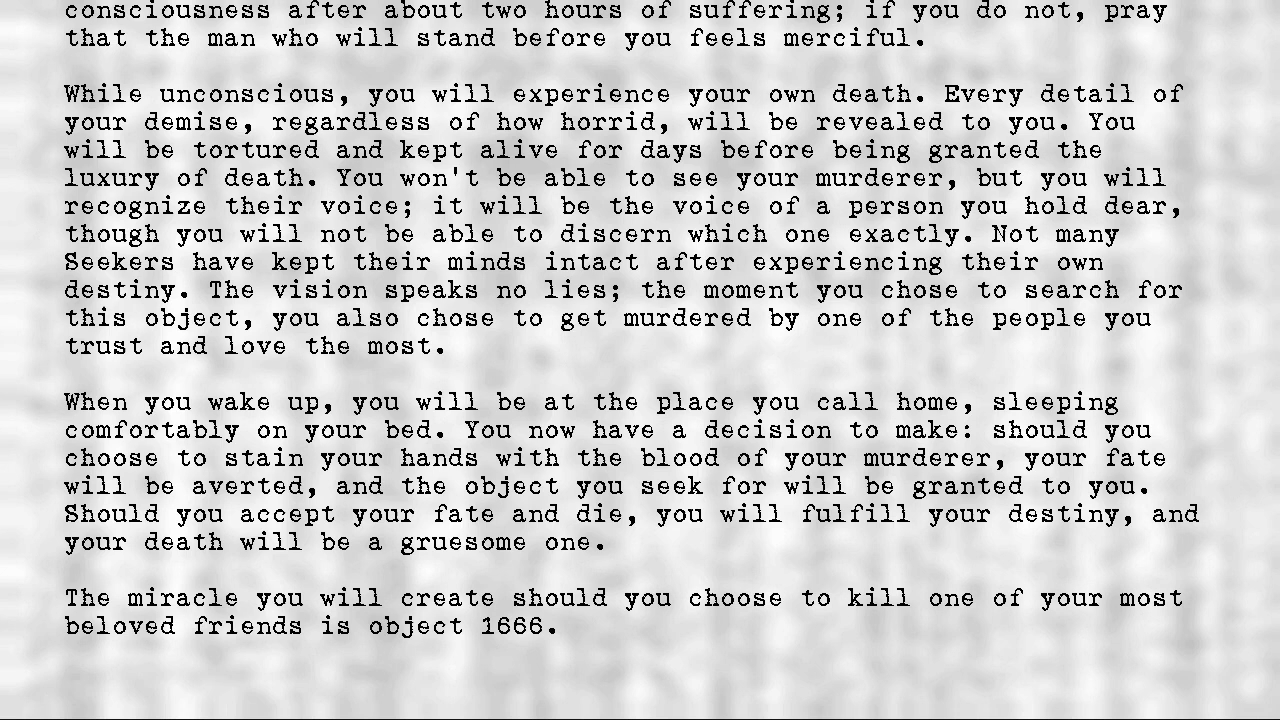 consciousness after about two hours of suffering; if you do not, pray
that the man who will stand before you feels merciful.
While unconscious, you will experience your own death. Every detail of
your demise, regardless of how horrid, will be revealed to you. You
will be tortured and kept alive for days before being granted the
luxury of death. You won't be able to see your murderer, but you will
recognize their voice; it will be the voice of a person you hold dear,
though you will not be able to discern which one exactly. Not many
Seekers have kept their minds intact after experiencing their own
destiny. The vision speaks no lies; the moment you chose to search for
this object, you also chose to get murdered by one of the people you
trust and love the most.
When you wake up, you will be at the place you call home, sleeping
comfortably on your bed. You now have a decision to make: should you
choose to stain your hands with the blood of your murderer, your fate
will be averted, and the object you seek for will be granted to you.
Should you accept your fate and die, you will fulfill your destiny, and
your death will be a gruesome one.
The miracle you will create should you choose to kill one of your most
beloved friends is object 1666.